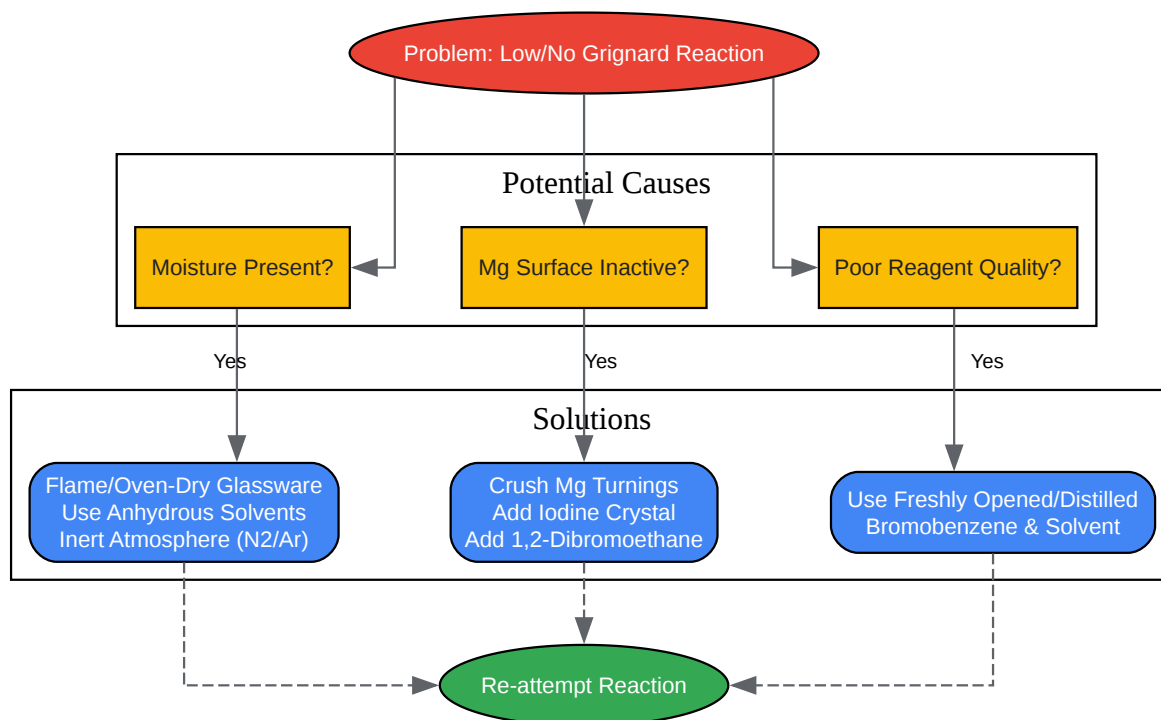 Problem: Low/No Grignard Reaction
Potential Causes
Moisture Present?
Mg Surface Inactive?
Poor Reagent Quality?
Yes
Yes
Yes
Solutions
Flame/Oven-Dry Glassware
Use Anhydrous Solvents
Inert Atmosphere (N2/Ar)
Crush Mg Turnings
Add Iodine Crystal
Add 1,2-Dibromoethane
Use Freshly Opened/Distilled
Bromobenzene & Solvent
Re-attempt Reaction